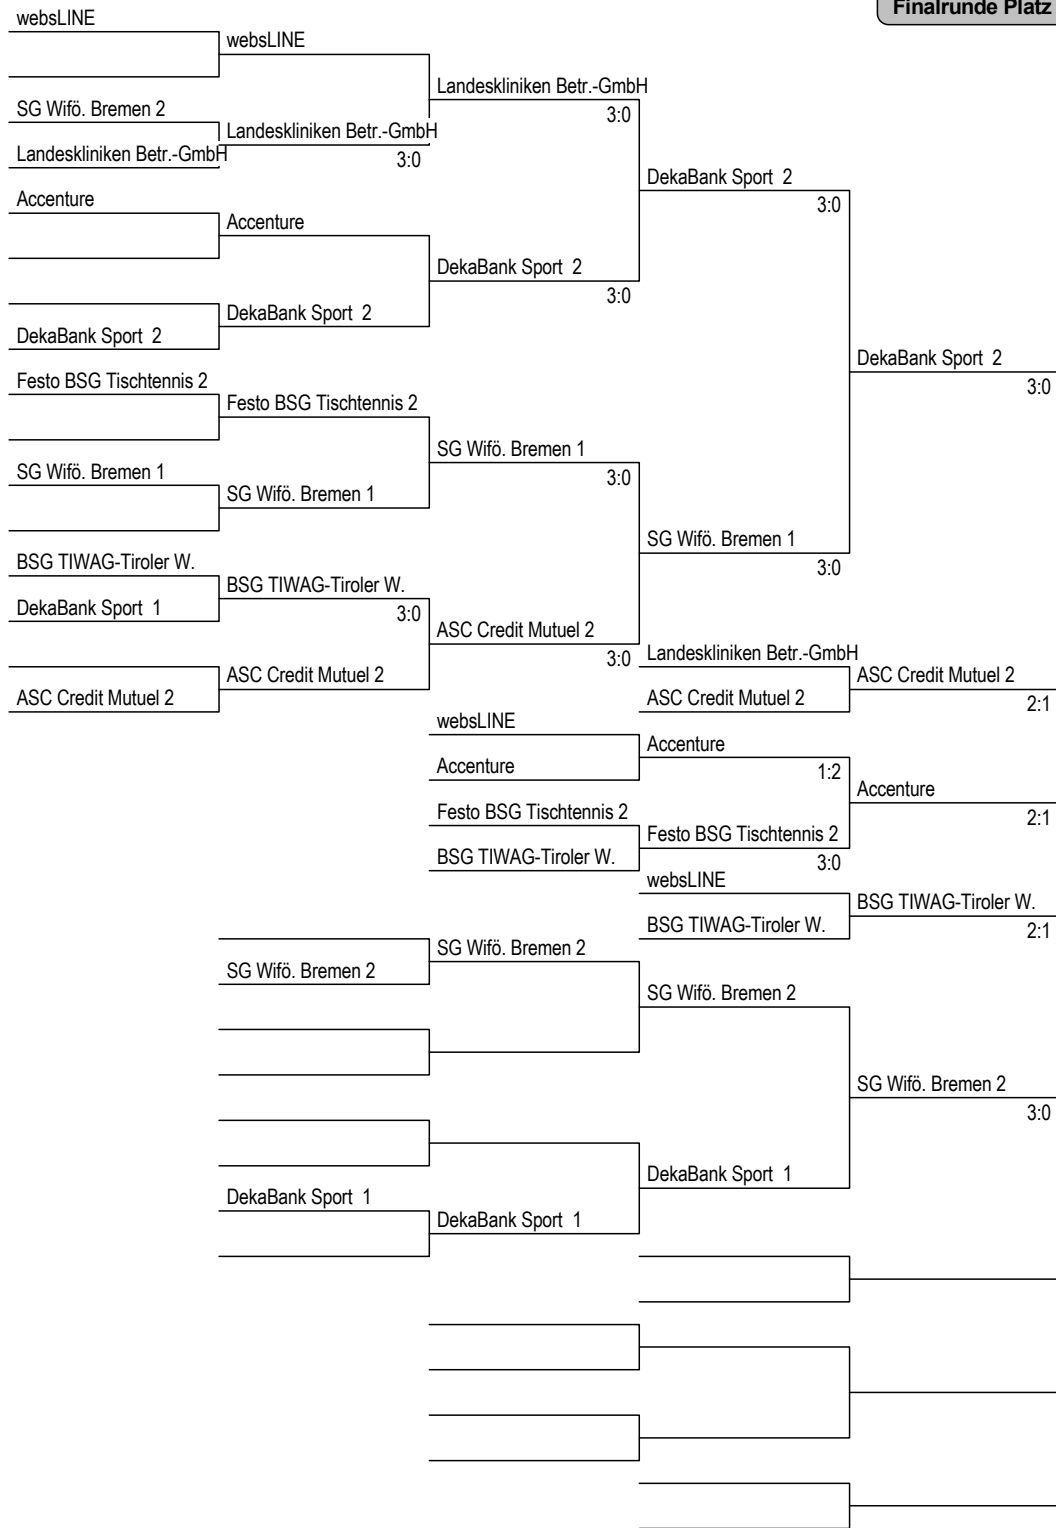 Finalrunde Platz
websLINE
websLINE
Landeskliniken Betr.-GmbH
3:0
SG Wifö. Bremen 2
Landeskliniken Betr.-GmbH
3:0
Landeskliniken Betr.-GmbH
DekaBank Sport 2
3:0
Accenture
Accenture
DekaBank Sport 2
3:0
DekaBank Sport 2
DekaBank Sport 2
DekaBank Sport 2
3:0
Festo BSG Tischtennis 2
Festo BSG Tischtennis 2
SG Wifö. Bremen 1
3:0
SG Wifö. Bremen 1
SG Wifö. Bremen 1
SG Wifö. Bremen 1
3:0
BSG TIWAG-Tiroler W.
BSG TIWAG-Tiroler W.
3:0
DekaBank Sport 1
ASC Credit Mutuel 2
3:0
Landeskliniken Betr.-GmbH
ASC Credit Mutuel 2
ASC Credit Mutuel 2
2:1
ASC Credit Mutuel 2
ASC Credit Mutuel 2
websLINE
Accenture
1:2
Accenture
Accenture
2:1
Festo BSG Tischtennis 2
Festo BSG Tischtennis 2
3:0
BSG TIWAG-Tiroler W.
websLINE
BSG TIWAG-Tiroler W.
2:1
BSG TIWAG-Tiroler W.
SG Wifö. Bremen 2
SG Wifö. Bremen 2
SG Wifö. Bremen 2
SG Wifö. Bremen 2
3:0
DekaBank Sport 1
DekaBank Sport 1
DekaBank Sport 1